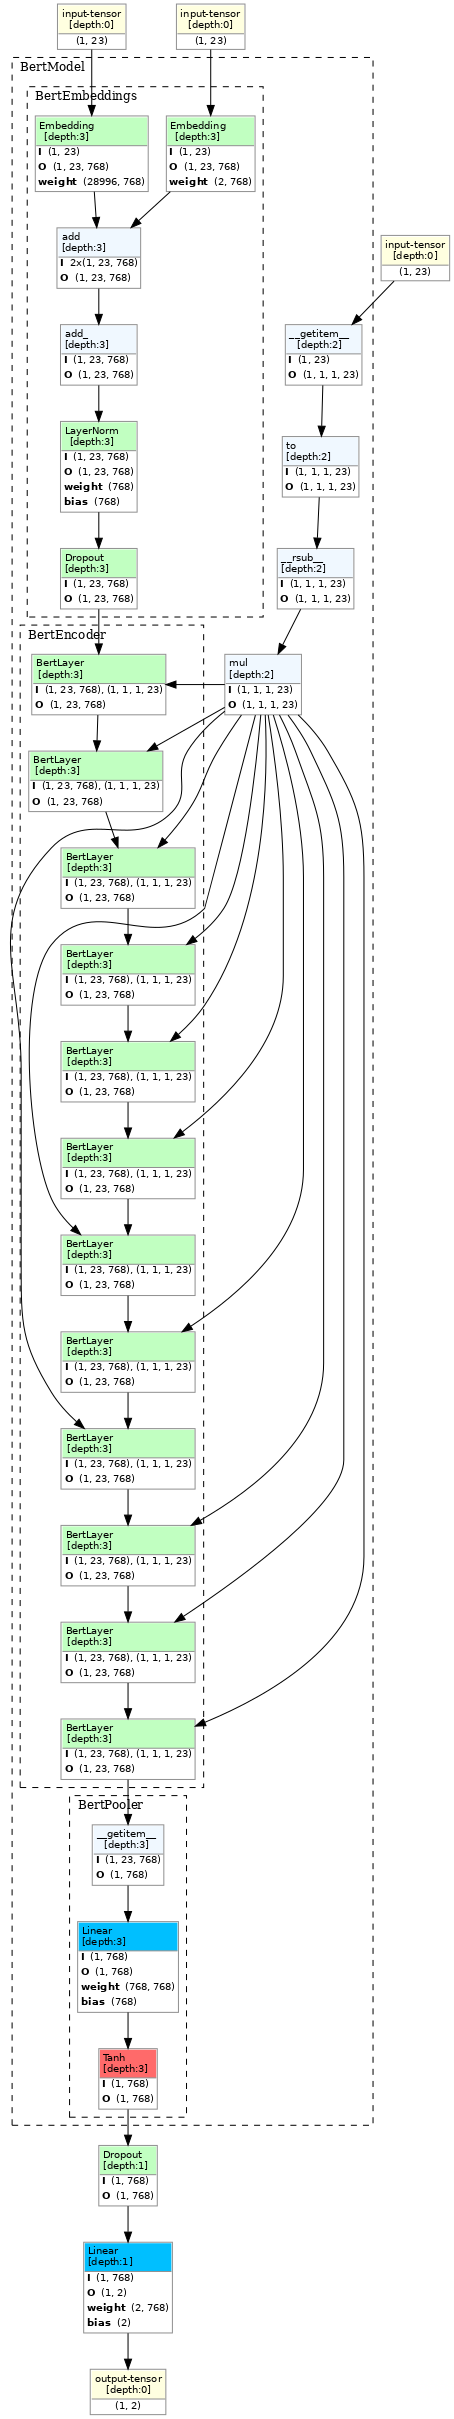 input-tensor
[depth:0]
(1, 23)
input-tensor
[depth:0]
(1, 23)
BertModel
BertEmbeddings
Embedding
[depth:3]
I (1, 23)
O (1, 23, 768)
weight (28996, 768)
Embedding
[depth:3]
I (1, 23)
O (1, 23, 768)
weight (2, 768)
add
[depth:3]
I 2x(1, 23, 768)
O (1, 23, 768)
input-tensor
[depth:0]
(1, 23)
add_
[depth:3]
I (1, 23, 768)
O (1, 23, 768)
__getitem__
[depth:2]
I (1, 23)
O (1, 1, 1, 23)
LayerNorm
[depth:3]
I (1, 23, 768)
O (1, 23, 768)
weight (768)
bias (768)
to
[depth:2]
I (1, 1, 1, 23)
O (1, 1, 1, 23)
Dropout
[depth:3]
I (1, 23, 768)
O (1, 23, 768)
__rsub__
[depth:2]
I (1, 1, 1, 23)
O (1, 1, 1, 23)
BertEncoder
BertLayer
[depth:3]
I (1, 23, 768), (1, 1, 1, 23)
O (1, 23, 768)
mul
[depth:2]
I (1, 1, 1, 23)
O (1, 1, 1, 23)
BertLayer
[depth:3]
I (1, 23, 768), (1, 1, 1, 23)
O (1, 23, 768)
BertLayer
[depth:3]
I (1, 23, 768), (1, 1, 1, 23)
O (1, 23, 768)
BertLayer
[depth:3]
I (1, 23, 768), (1, 1, 1, 23)
O (1, 23, 768)
BertLayer
[depth:3]
I (1, 23, 768), (1, 1, 1, 23)
O (1, 23, 768)
BertLayer
[depth:3]
I (1, 23, 768), (1, 1, 1, 23)
O (1, 23, 768)
BertLayer
[depth:3]
I (1, 23, 768), (1, 1, 1, 23)
O (1, 23, 768)
BertLayer
[depth:3]
I (1, 23, 768), (1, 1, 1, 23)
O (1, 23, 768)
BertLayer
[depth:3]
I (1, 23, 768), (1, 1, 1, 23)
O (1, 23, 768)
BertLayer
[depth:3]
I (1, 23, 768), (1, 1, 1, 23)
O (1, 23, 768)
BertLayer
[depth:3]
I (1, 23, 768), (1, 1, 1, 23)
O (1, 23, 768)
BertLayer
[depth:3]
I (1, 23, 768), (1, 1, 1, 23)
O (1, 23, 768)
BertPooler
__getitem__
[depth:3]
I (1, 23, 768)
O (1, 768)
Linear
[depth:3]
I (1, 768)
O (1, 768)
weight (768, 768)
bias (768)
Tanh
[depth:3]
I (1, 768)
O (1, 768)
Dropout
[depth:1]
I (1, 768)
O (1, 768)
Linear
[depth:1]
I (1, 768)
O (1, 2)
weight (2, 768)
bias (2)
output-tensor
[depth:0]
(1, 2)